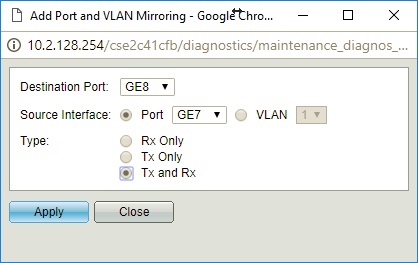 Add Port and VLAN Mirroring - Google Chro...
10.2.128.254/cse2c41cfb/diagnostics/maintenance_diagnos_...
Destination Port: GE8
Source Interface: Port GE7 VLAN 1
Type: Rx Only
Tx Only
Tx and Rx
Apply Close